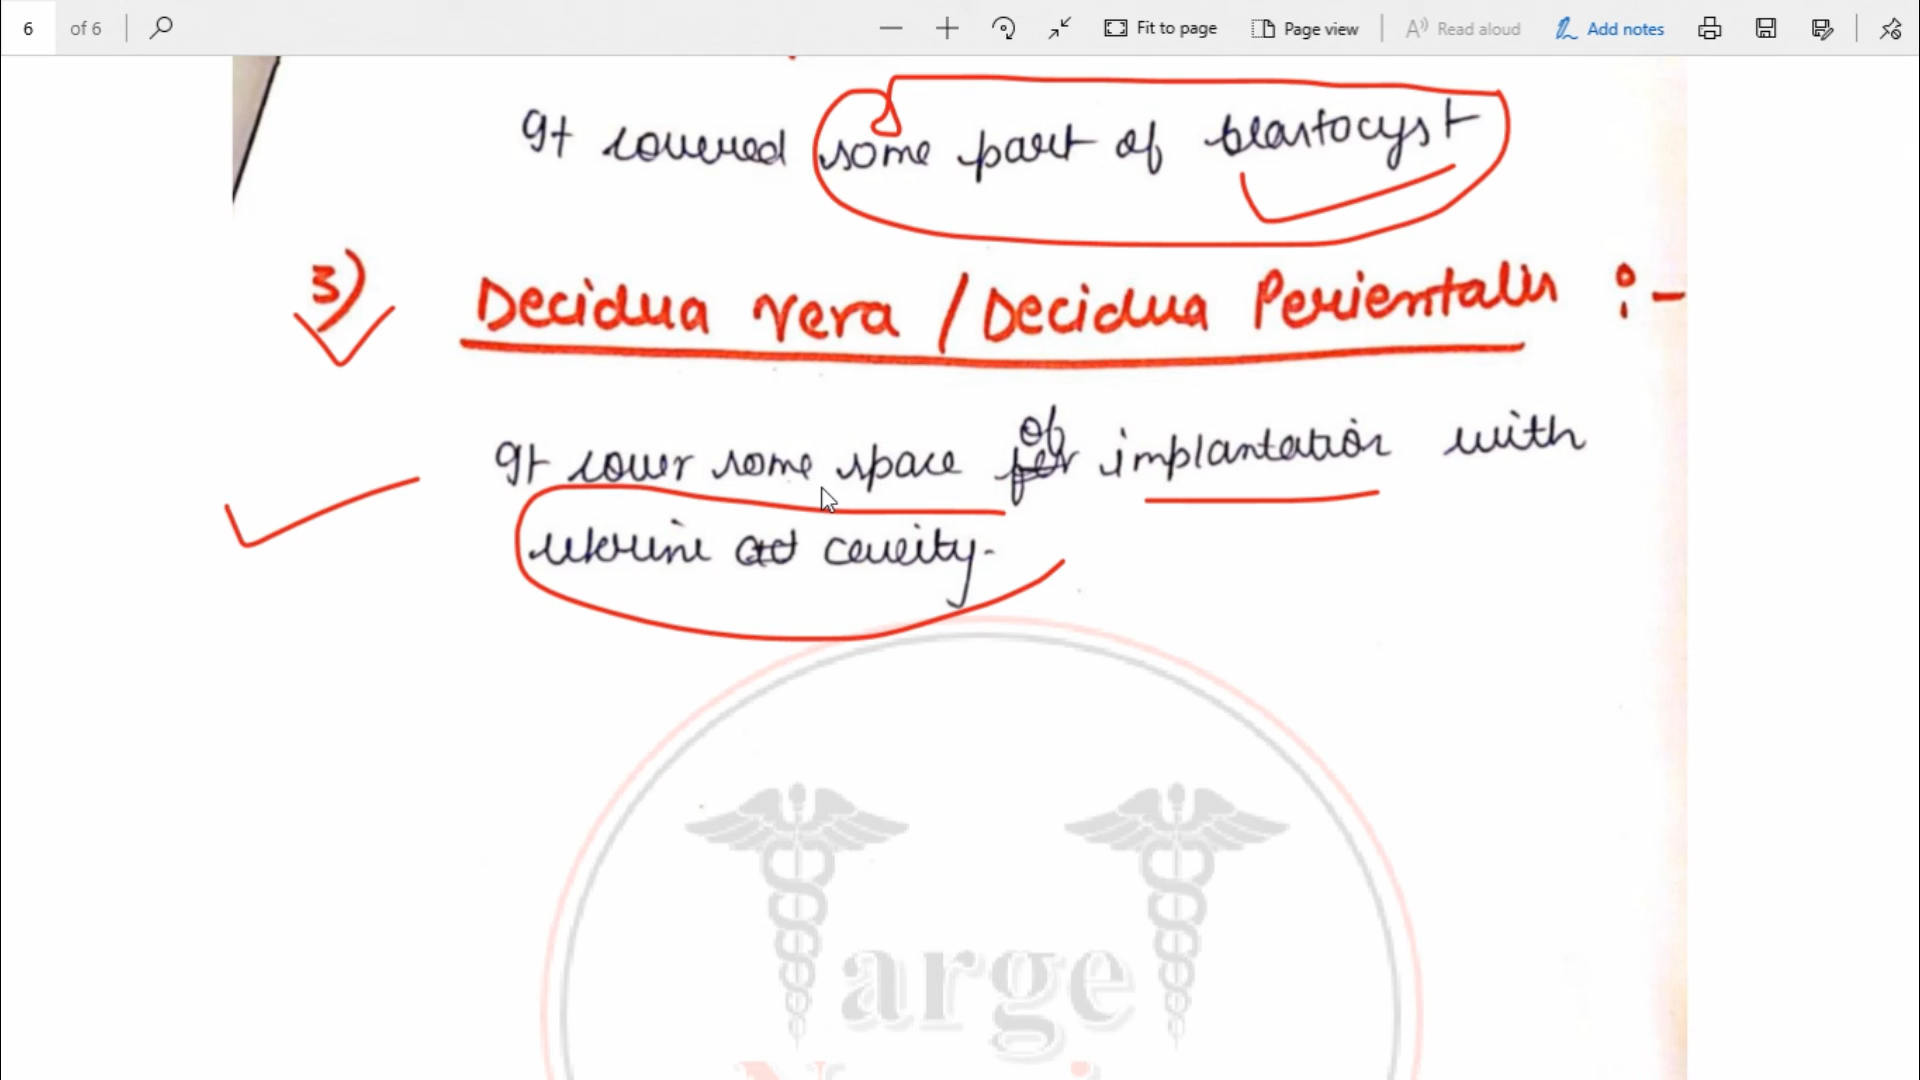 6 of 6 Fit to page Page view Read aloud Add notes
It covered some part of blastocyst
3) Decidua vera / Decidua Perientalis :-
It cover some space of implantation with
uterine cavity.
arge